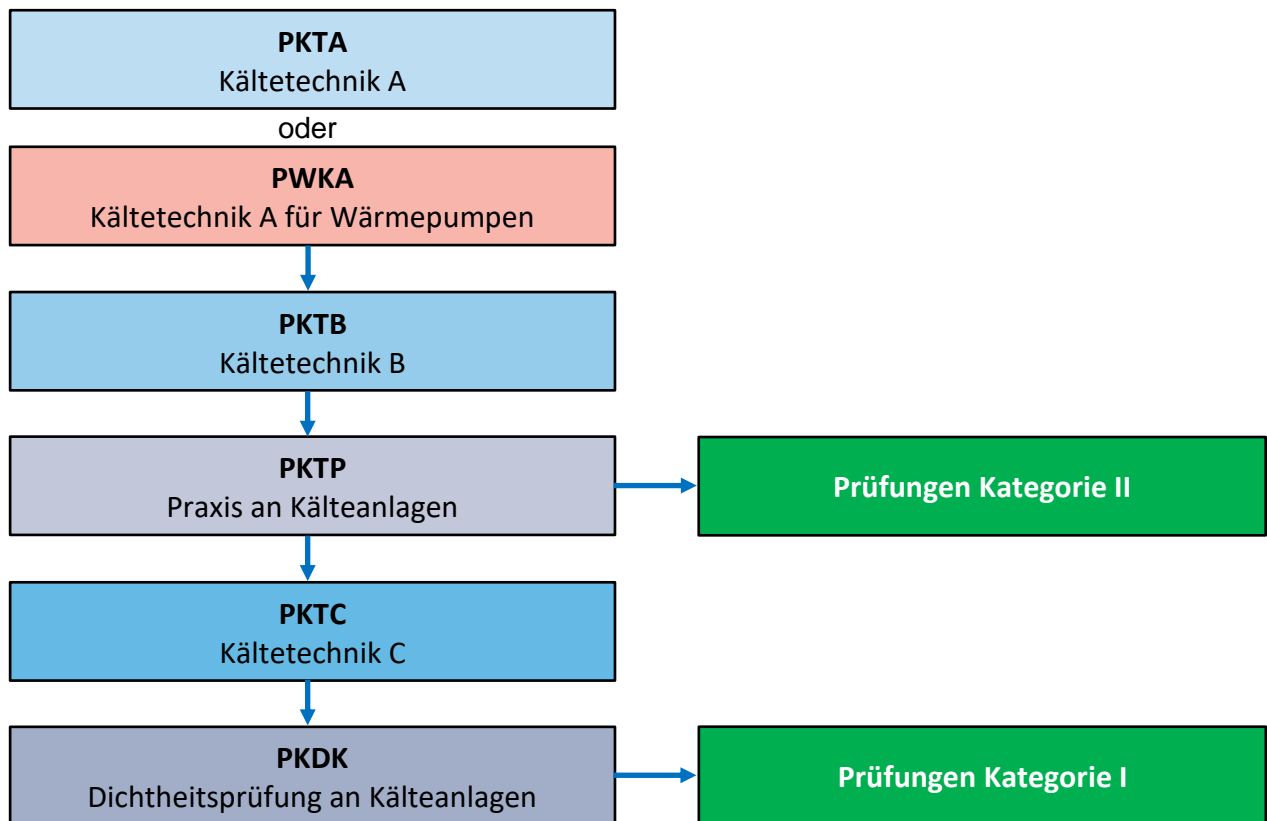 PKTA
Kältetechnik A
oder
PWKA
Kältetechnik A für Wärmepumpen
PKTB
Kältetechnik B
PKTP
Praxis an Kälteanlagen
Prüfungen Kategorie II
PKTC
Kältetechnik C
PKDK
Dichtheitsprüfung an Kälteanlagen
Prüfungen Kategorie I